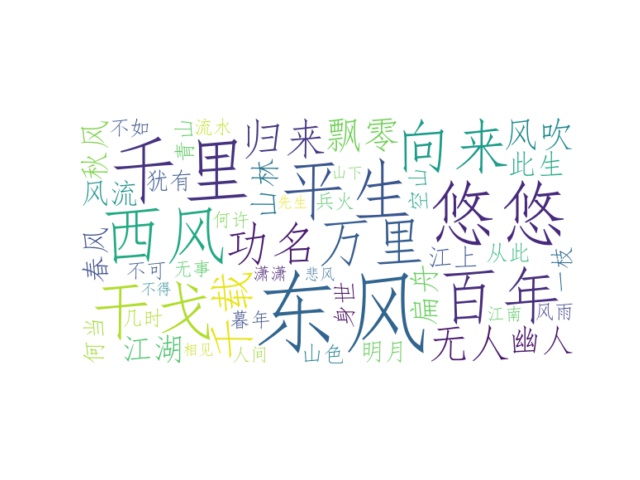 秋风
不如
青山
流水
归来
飘零
向来
风吹
此生
千里
犹有
山林
平生
山下
空山
悠悠
风流
西风
何许
先生
兵火
功名
万里
江上
从此
一枝
春风
不可
无事
潇潇
悲风
扁舟
百年
不得
干戈
千载
东风
身世
江南
风雨
何当
几时
暮年
江湖
相见
人间
山色
明月
无人
幽人